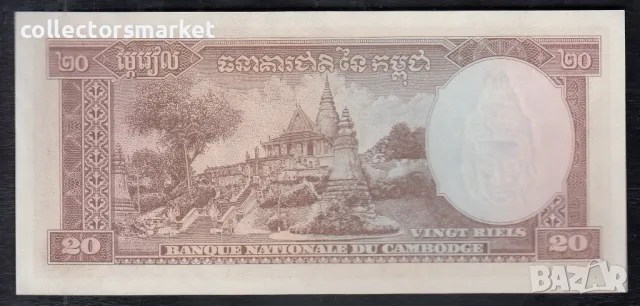 collectorsmarket
២០ ម្ភៃរៀល ធនាគារជាតិនៃកម្ពុជា ២០
VINGT RIELS
20 BANQUE NATIONALE DU CAMBODGE 20
BAZAR.bg